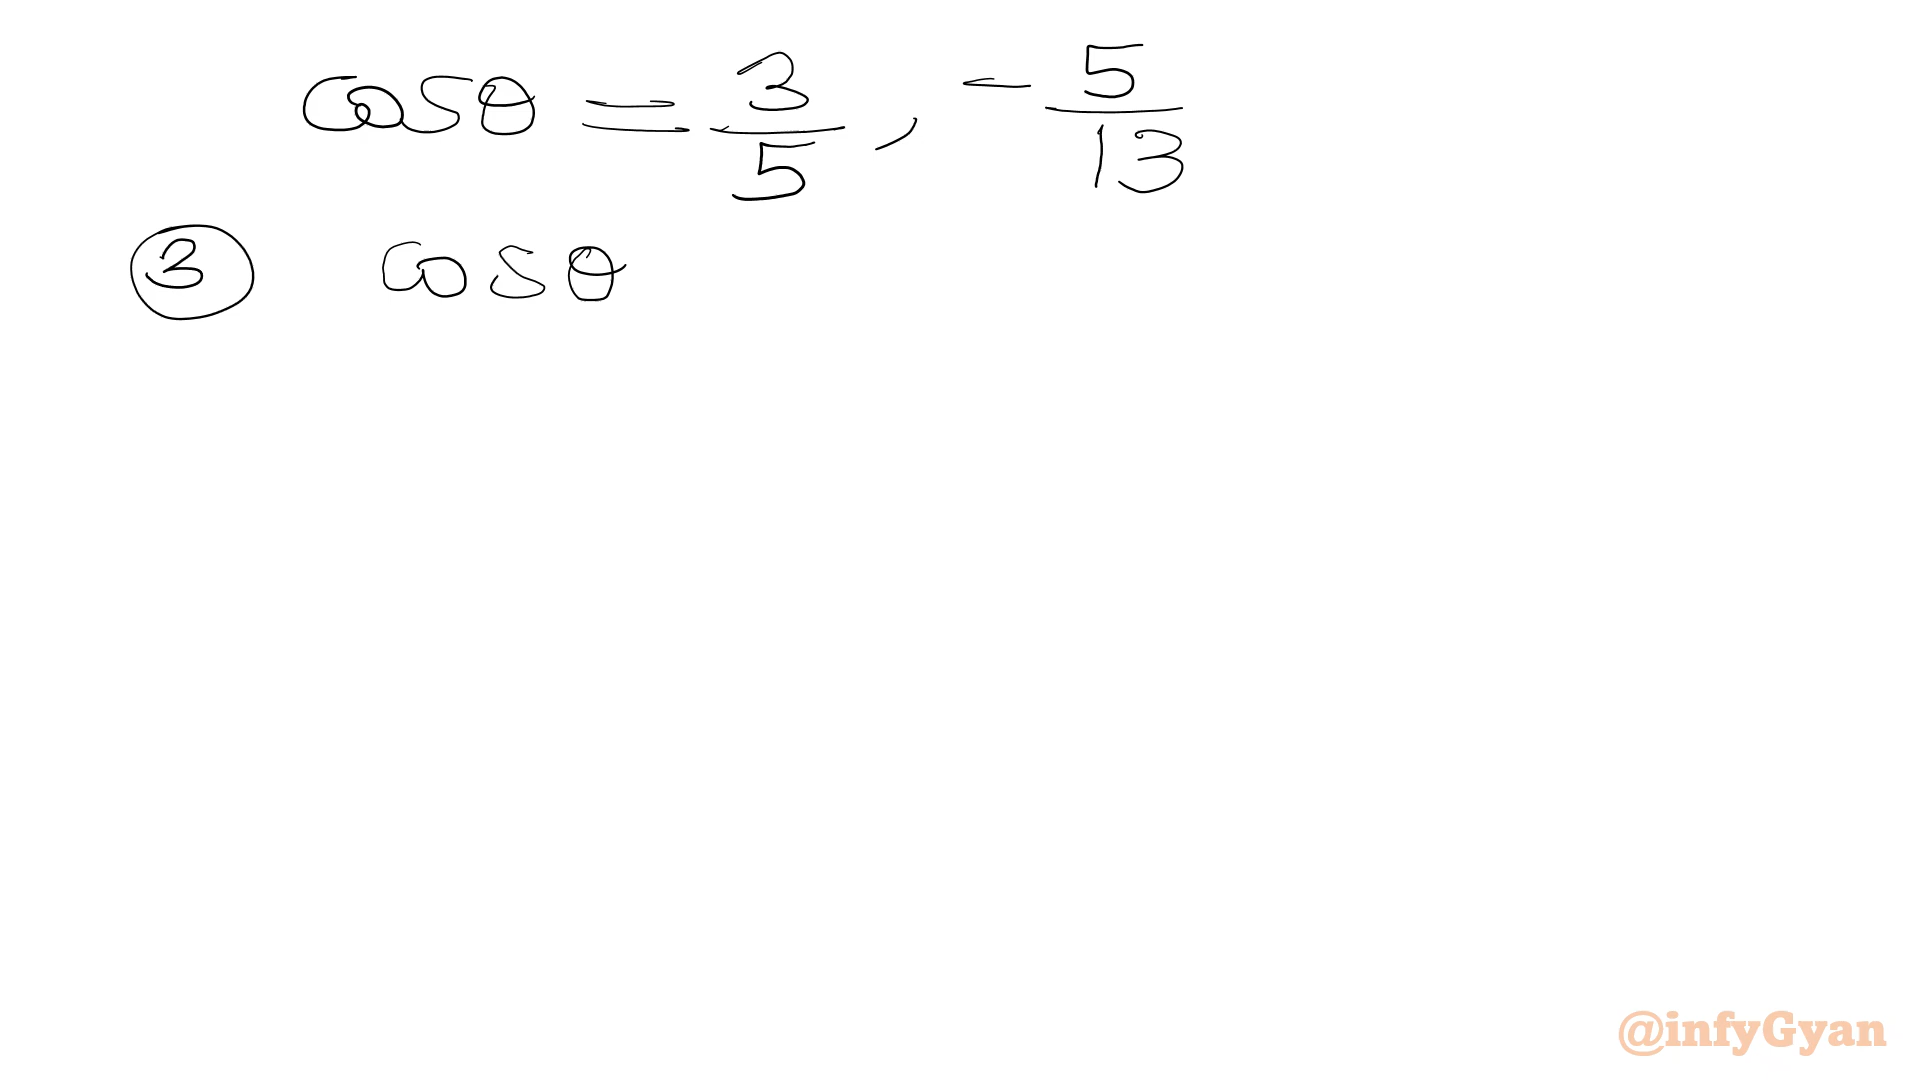 cosθ = 3/5, -5/13
③ cosθ
@infyGyan